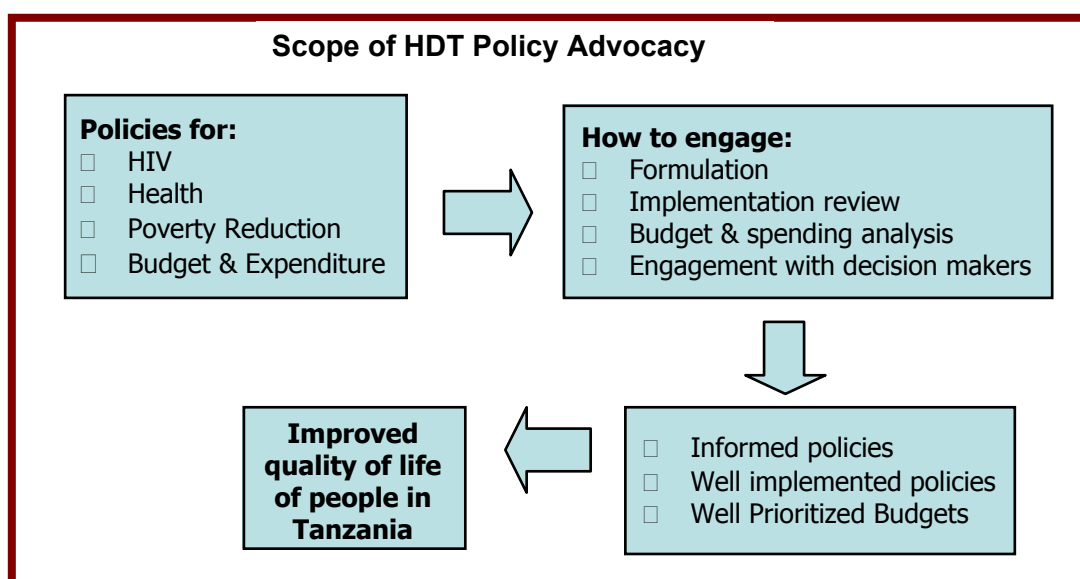 Scope of HDT Policy Advocacy
Policies for:
□ HIV
□ Health
□ Poverty Reduction
□ Budget & Expenditure
How to engage:
□ Formulation
□ Implementation review
□ Budget & spending analysis
□ Engagement with decision makers
□ Informed policies
□ Well implemented policies
□ Well Prioritized Budgets
Improved
quality of life
of people in
Tanzania